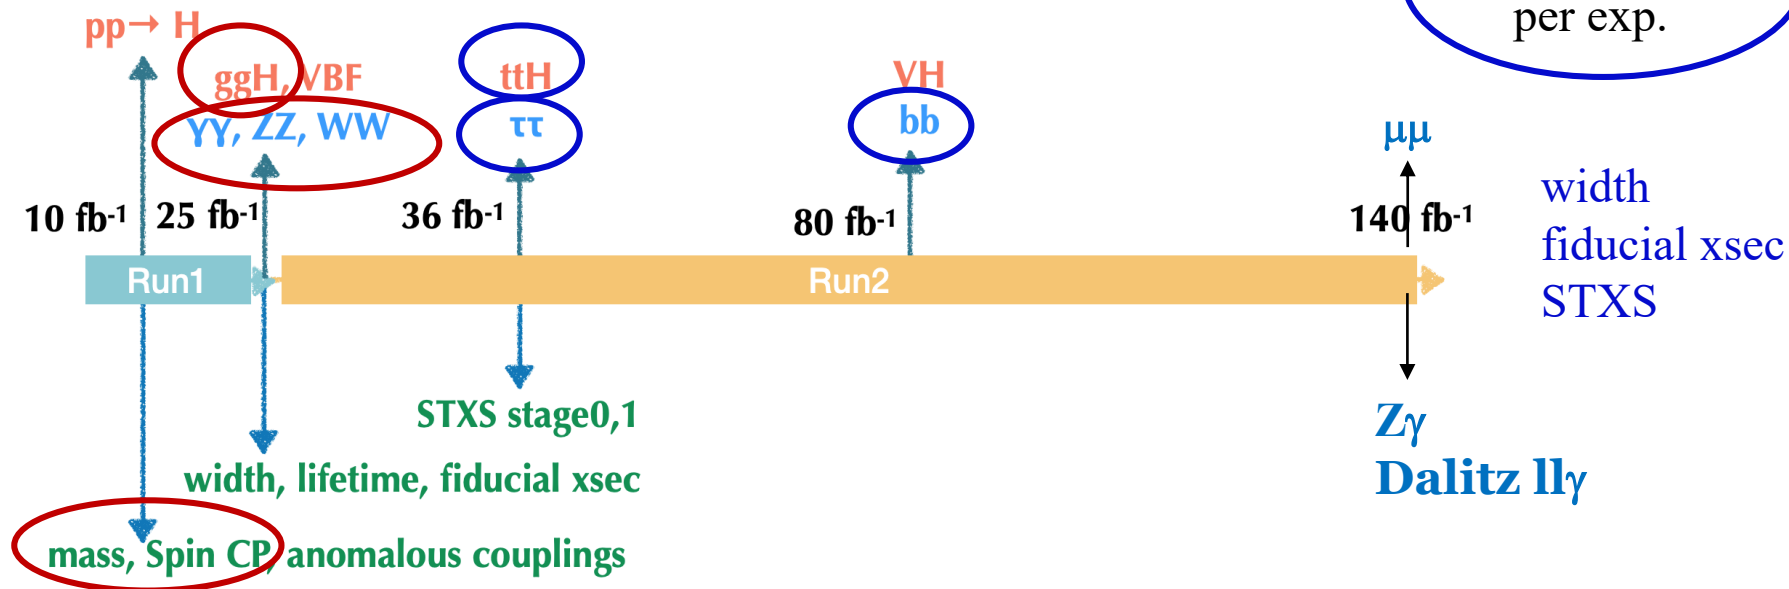 per exp.
pp→ H
ggH, VBF
ttH
VH
γγ, ZZ, WW
ττ
bb
μμ
10 fb-1
25 fb-1
36 fb-1
80 fb-1
140 fb-1
width
fiducial xsec
STXS
Run1
Run2
STXS stage0,1
Zγ
width, lifetime, fiducial xsec
Dalitz llγ
mass, Spin CP, anomalous couplings